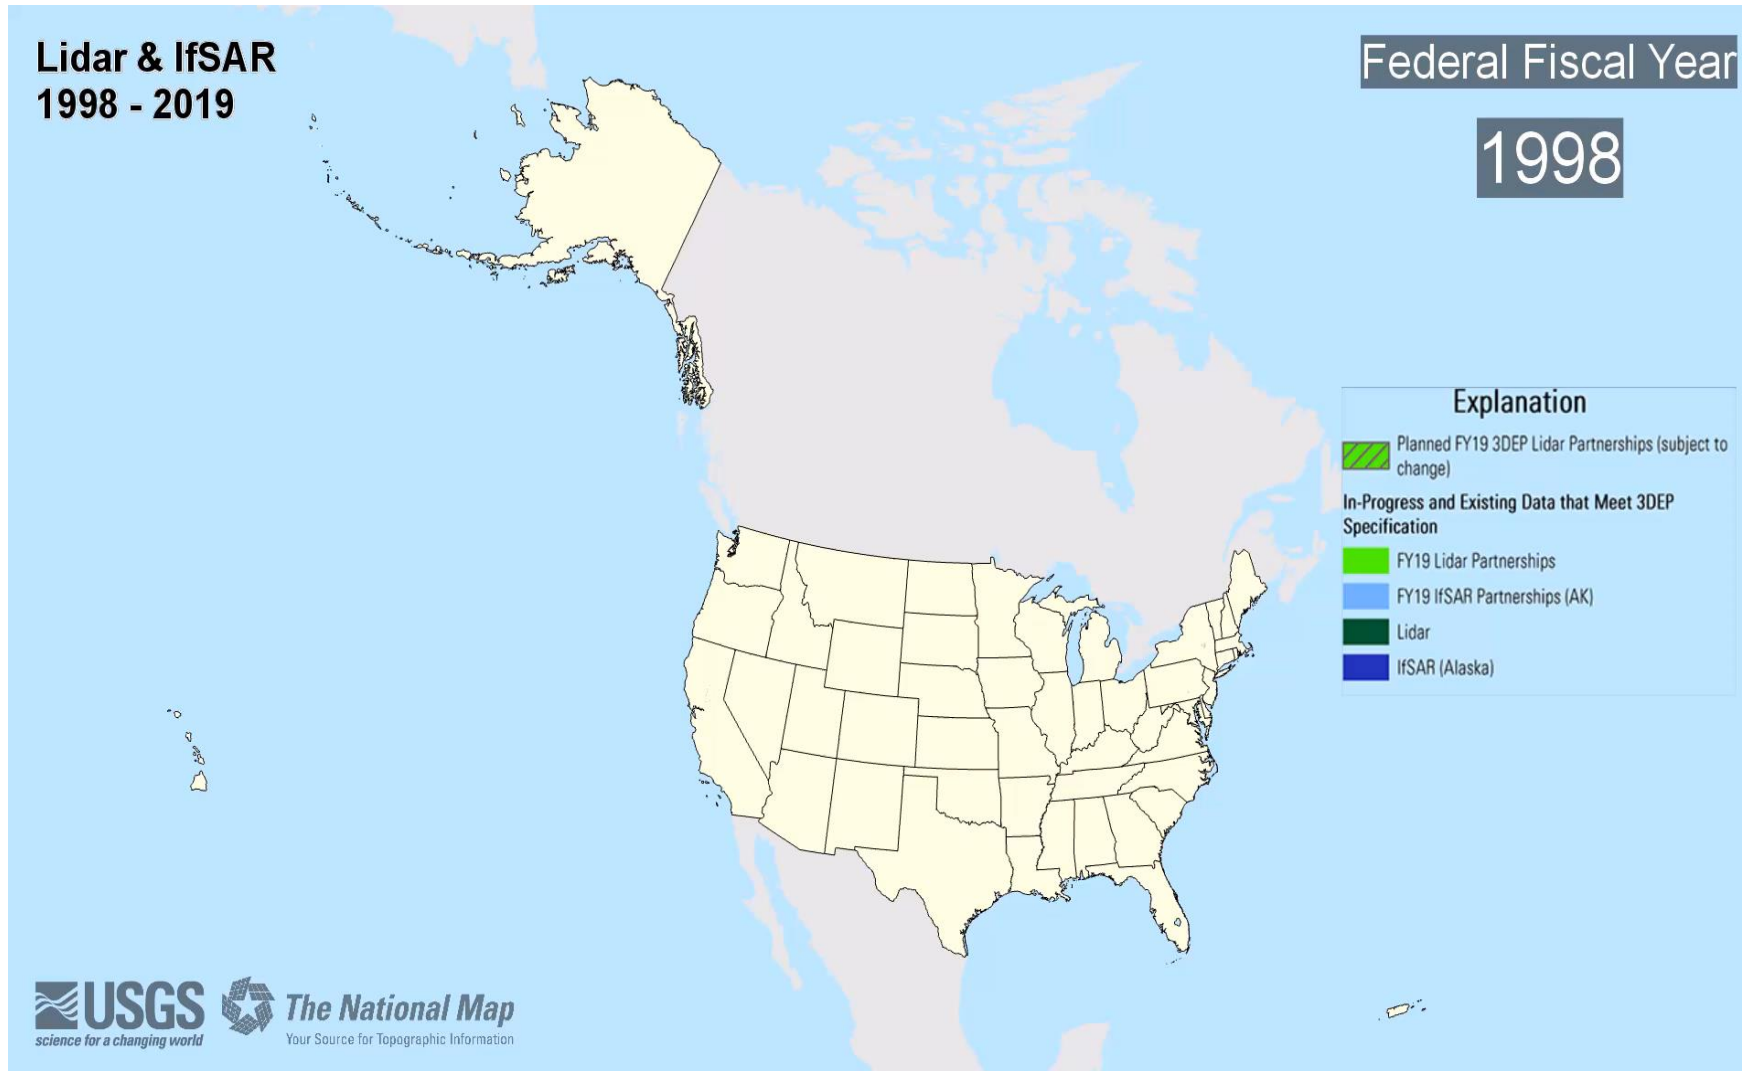 Lidar & IfSAR
1998 - 2019
Federal Fiscal Year
1998
Explanation
Planned FY19 3DEP Lidar Partnerships (subject to
change)
In-Progress and Existing Data that Meet 3DEP
Specification
FY19 Lidar Partnerships
FY19 IfSAR Partnerships (AK)
Lidar
IfSAR (Alaska)
USGS
science for a changing world
The National Map
Your Source for Topographic Information